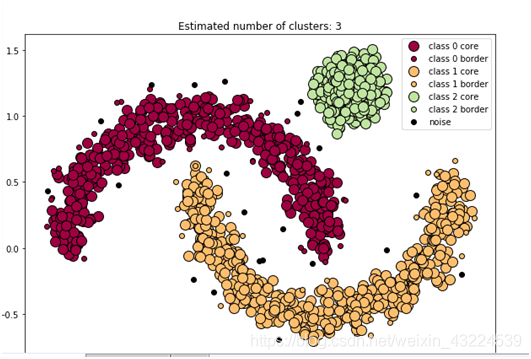 Estimated number of clusters: 3
1.5
1.0
0.5
0.0
-0.5
class 0 core
class 0 border
class 1 core
class 1 border
class 2 core
class 2 border
noise
https://blog.csdn.net/weixin_43224539